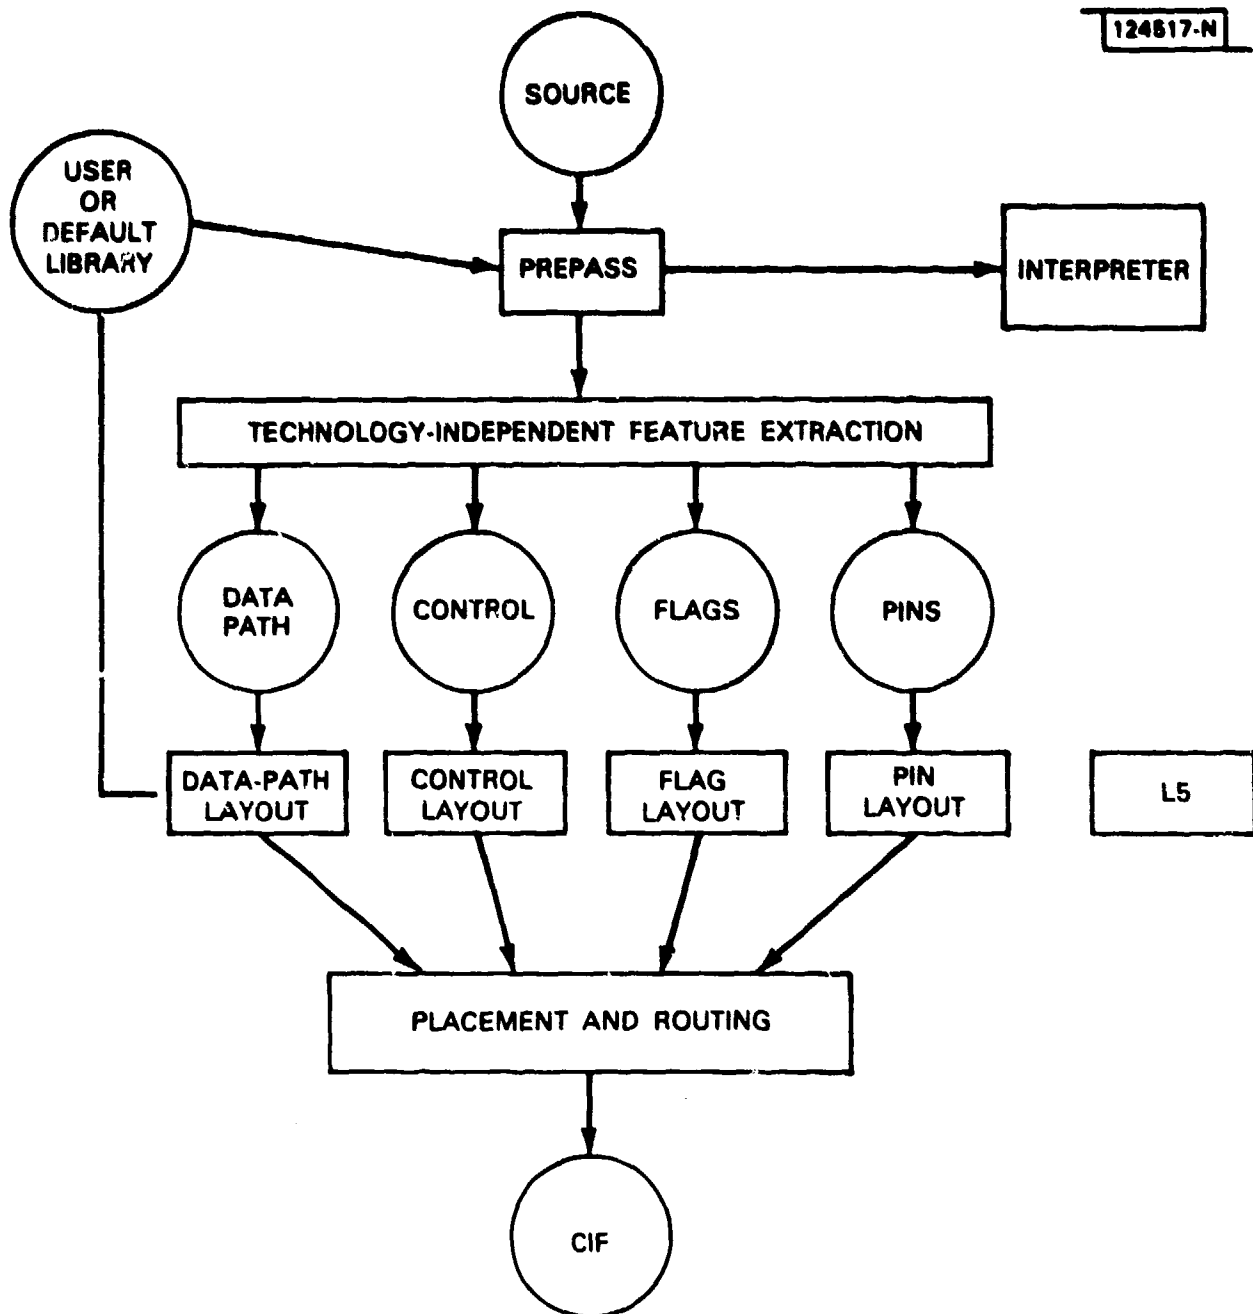 124517-N
SOURCE
USER
OR
DEFAULT
LIBRARY
PREPASS
INTERPRETER
TECHNOLOGY-INDEPENDENT FEATURE EXTRACTION
DATA
PATH
CONTROL
FLAGS
PINS
DATA-PATH
LAYOUT
CONTROL
LAYOUT
FLAG
LAYOUT
PIN
LAYOUT
L5
PLACEMENT AND ROUTING
CIF